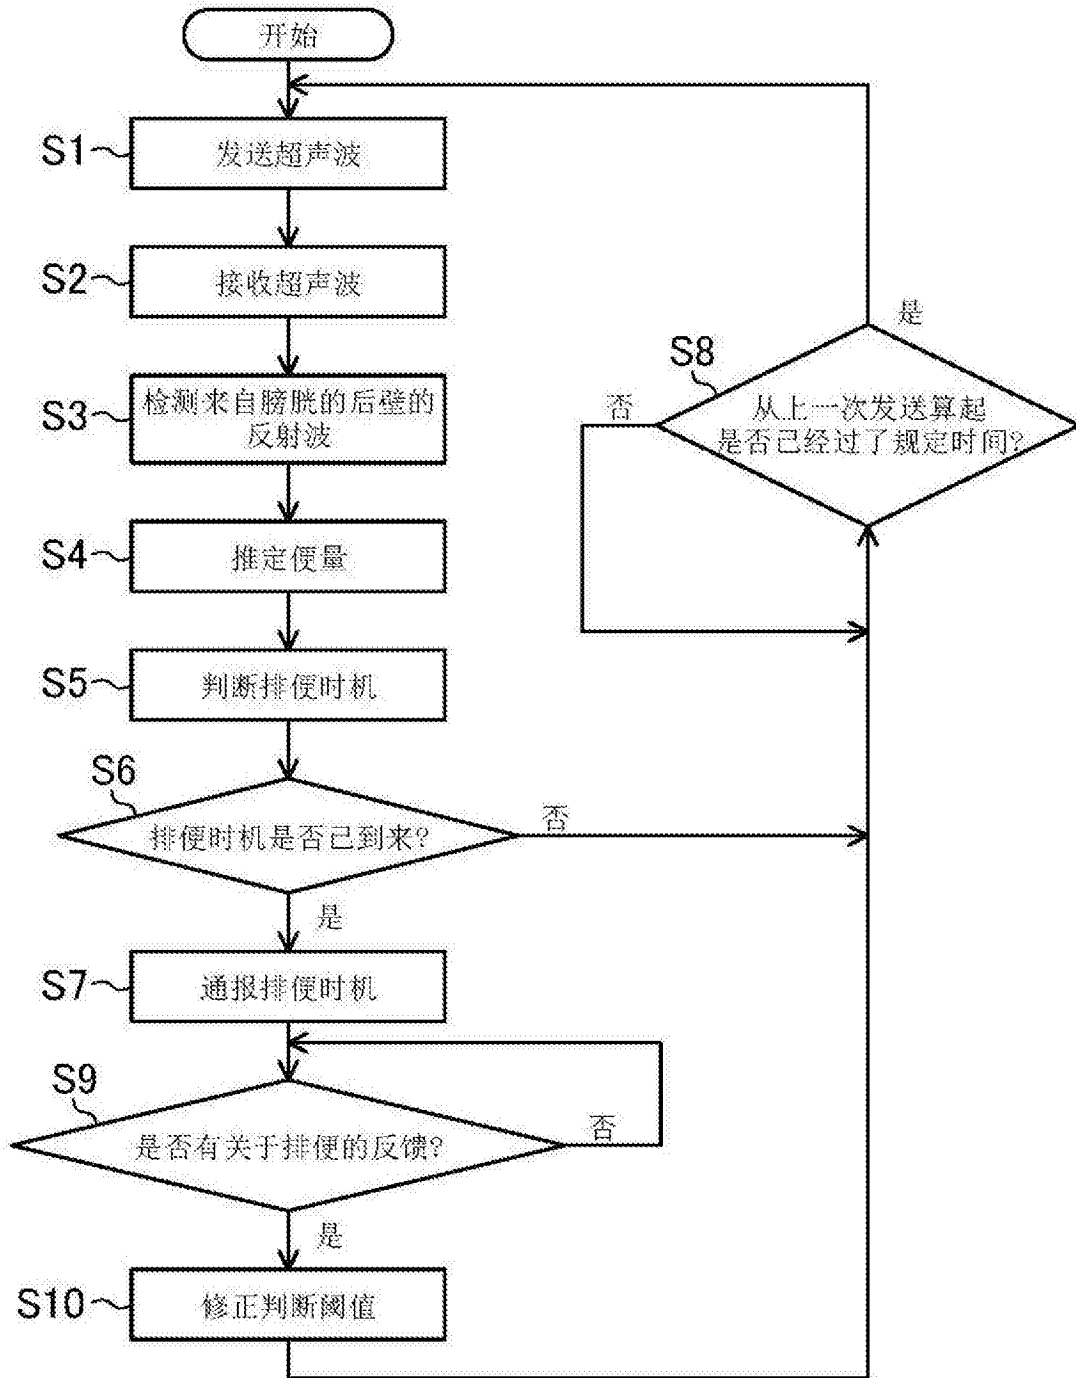 开始
S1
发送超声波
S2
接收超声波
S3
检测来自膀胱的后壁的
反射波
S4
推定便量
S5
判断排便时机
S6
排便时机是否已到来?
否
是
S7
通报排便时机
S9
是否有关于排便的反馈?
否
是
S10
修正判断阈值
S8
从上一次发送算起
是否已经过了规定时间?
是
否